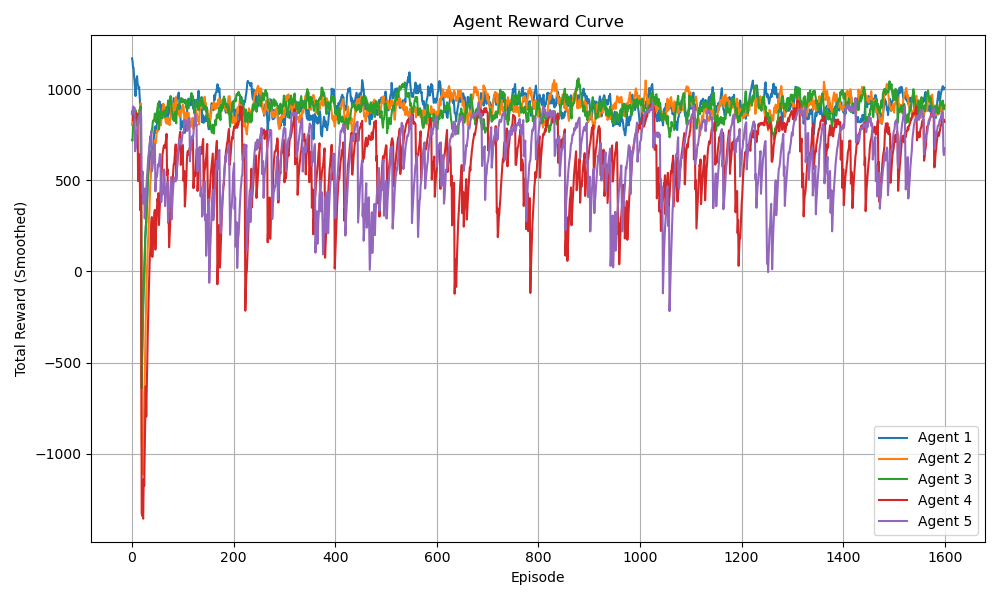 Agent Reward Curve
Total Reward (Smoothed)
1000
500
0
−500
−1000
0 200 400 600 800 1000 1200 1400 1600
Episode
Agent 1
Agent 2
Agent 3
Agent 4
Agent 5